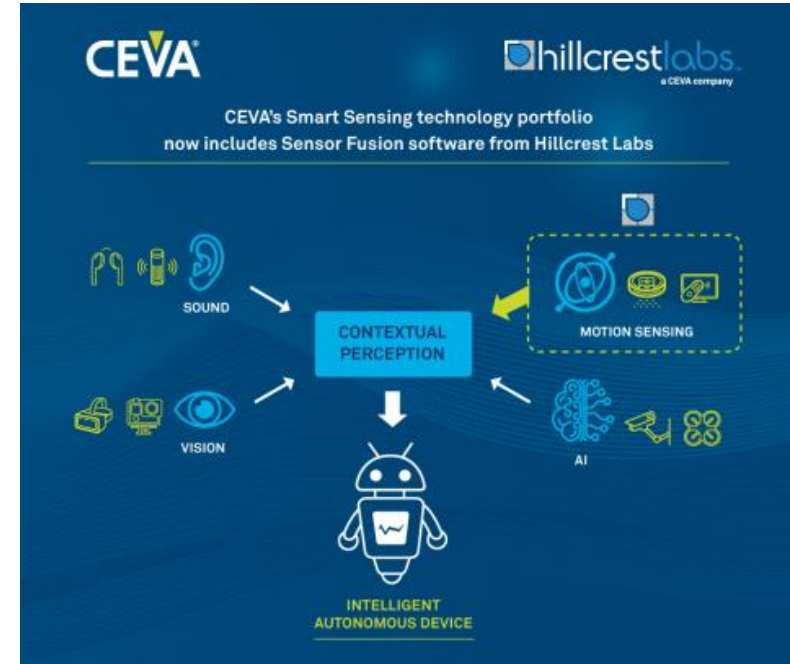 CEVA®
hillcrestlabs™
a CEVA company
CEVA's Smart Sensing technology portfolio
now includes Sensor Fusion software from Hillcrest Labs
SOUND
MOTION SENSING
CONTEXTUAL
PERCEPTION
VISION
AI
INTELLIGENT
AUTONOMOUS DEVICE